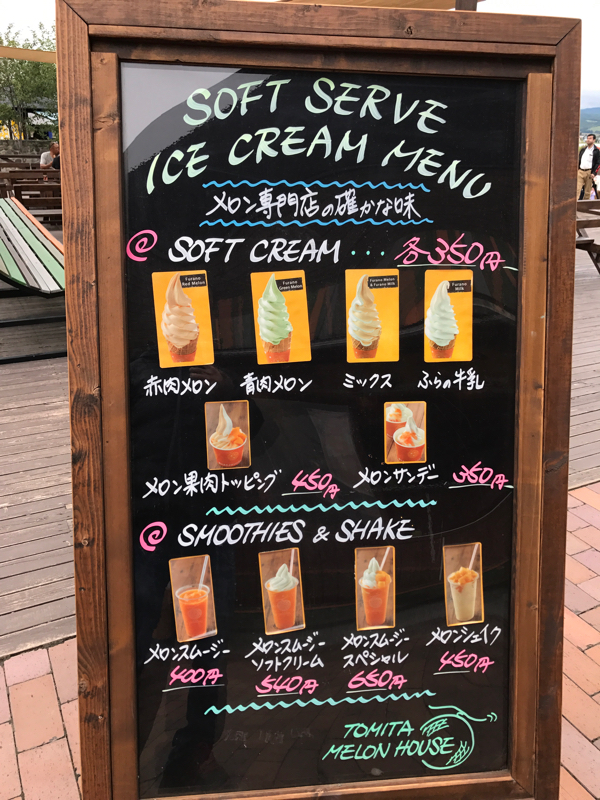 SOFT SERVE
ICE CREAM MENU
メロン専門店の確かな味
SOFT CREAM ・・・ 各350円
Furano Red Melon
Furano Green Melon
Furano Melon & Furano Milk
Furano Milk
赤肉メロン 青肉メロン ミックス ふらの牛乳
メロン果肉トッピング 450円 メロンサンデー 350円
SMOOTHIES & SHAKE
メロンスムージー
400円
メロンスムージー
ソフトクリーム
540円
メロンスムージー
スペシャル
650円
メロンシェイク
450円
TOMITA
MELON HOUSE